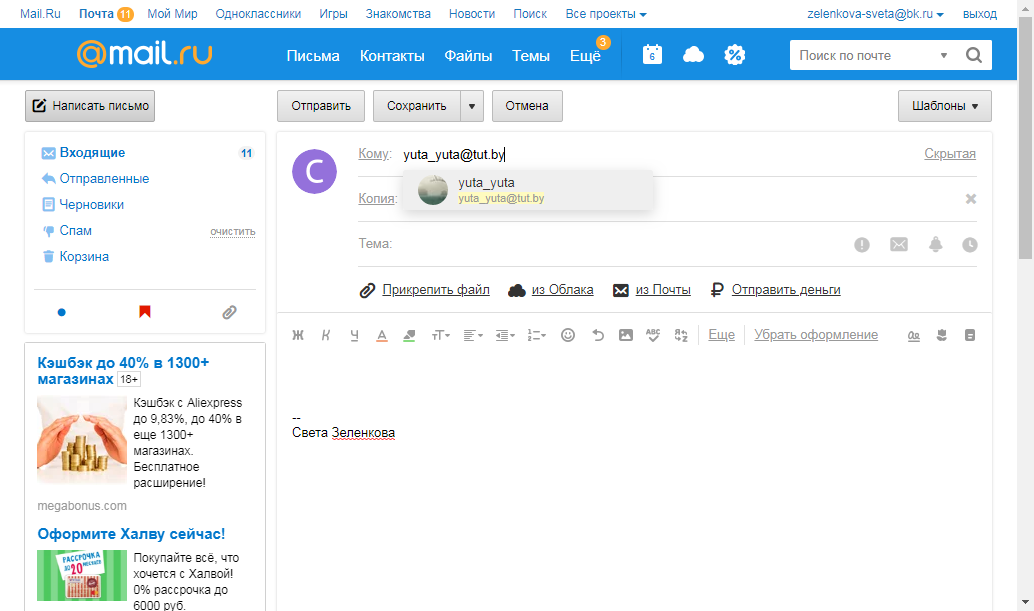 Mail.Ru Почта 11 Мой Мир Одноклассники Игры Знакомства Новости Поиск Все проекты zelenkova-sveta@bk.ru выход
@mail.ru Письма Контакты Файлы Темы Ещё 3 6 % Поиск по почте
Написать письмо Отправить Сохранить Отмена Шаблоны
Входящие 11
Отправленные
Черновики
Спам очистить
Корзина
С
Кому: yuta_yuta@tut.by Скрытая
yuta_yuta
yuta_yuta@tut.by
Копия:
Тема:
Прикрепить файл из Облака из Почты Отправить деньги
Ж К Ч А тТ ABC Еще Убрать оформление
--
Света Зеленкова
Кэшбэк до 40% в 1300+
магазинах 18+
Кэшбэк с Aliexpress
до 9,83%, до 40% в
еще 1300+
магазинах.
Бесплатное
расширение!
megabonus.com
Оформите Халву сейчас!
РАССРОЧКА
ДО 20 МЕСЯЦЕВ
Покупайте всё, что
хочется с Халвой!
0% рассрочка до
6000 руб.